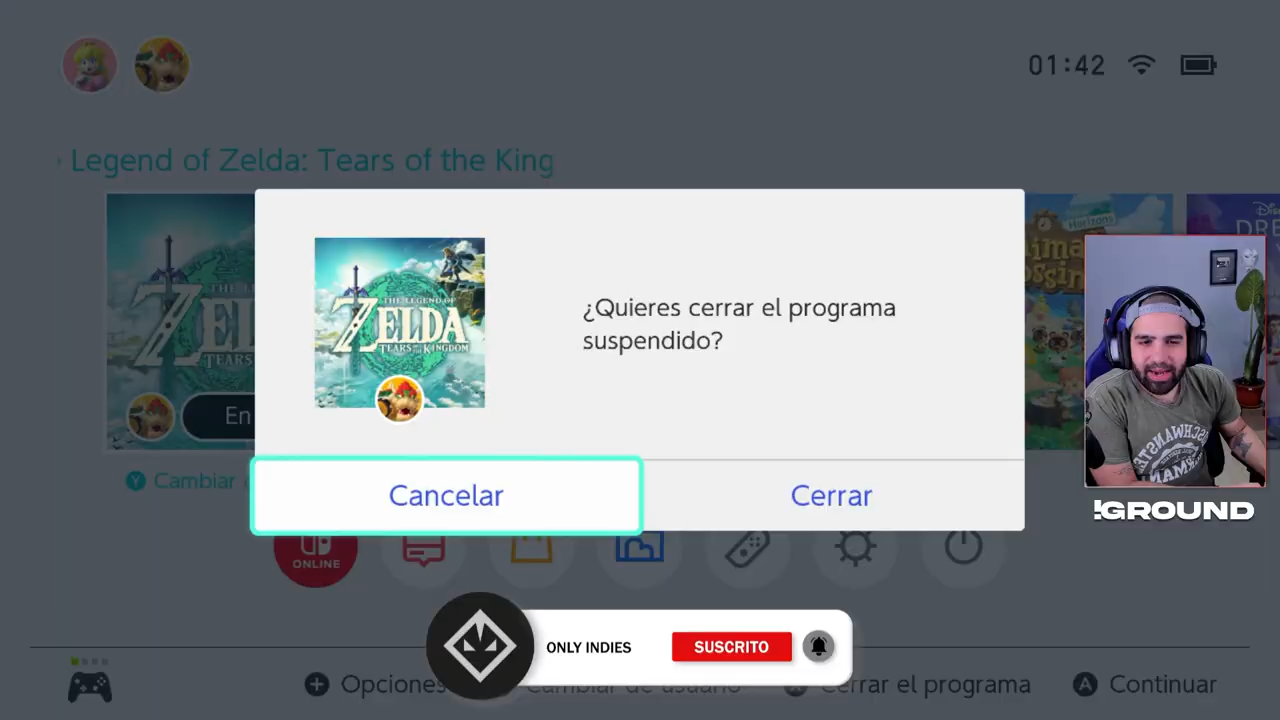 01:42
Legend of Zelda: Tears of the King
THE LEGEND OF
ZELDA
TEARS OF THE KINGDOM
¿Quieres cerrar el programa
suspendido?
Horizons
En
Y Cambiar
Cancelar
Cerrar
!GROUND
ONLINE
ONLY INDIES
SUSCRITO
Opciones
Cambiar de usuario
Cerrar el programa
A Continuar